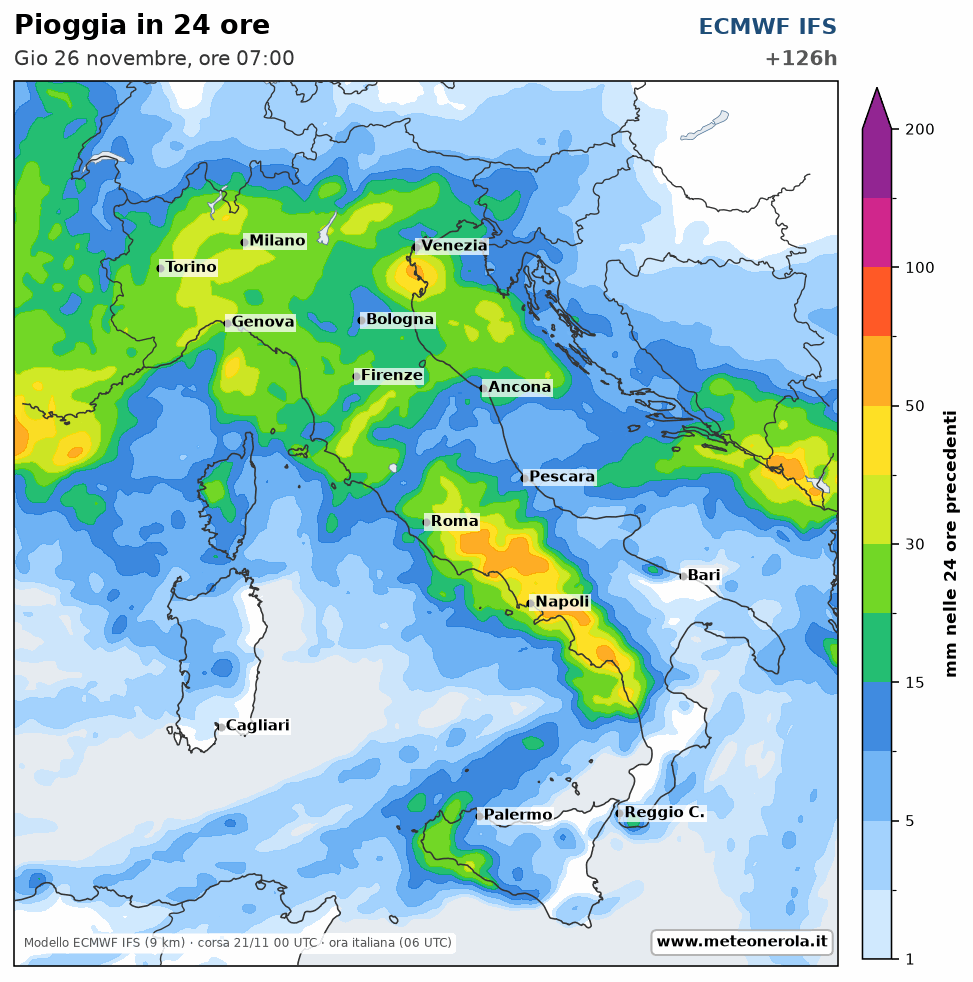 Pioggia in 24 ore
ECMWF IFS
Gio 26 novembre, ore 07:00
+126h
200
100
50
30
15
5
1
mm nelle 24 ore precedenti
Venezia
Milano
Torino
Bologna
Genova
Firenze
Ancona
Pescara
Roma
Bari
Napoli
Cagliari
Palermo
Reggio C.
Modello ECMWF IFS (9 km) · corsa 21/11 00 UTC · ora italiana (06 UTC)
www.meteonerola.it